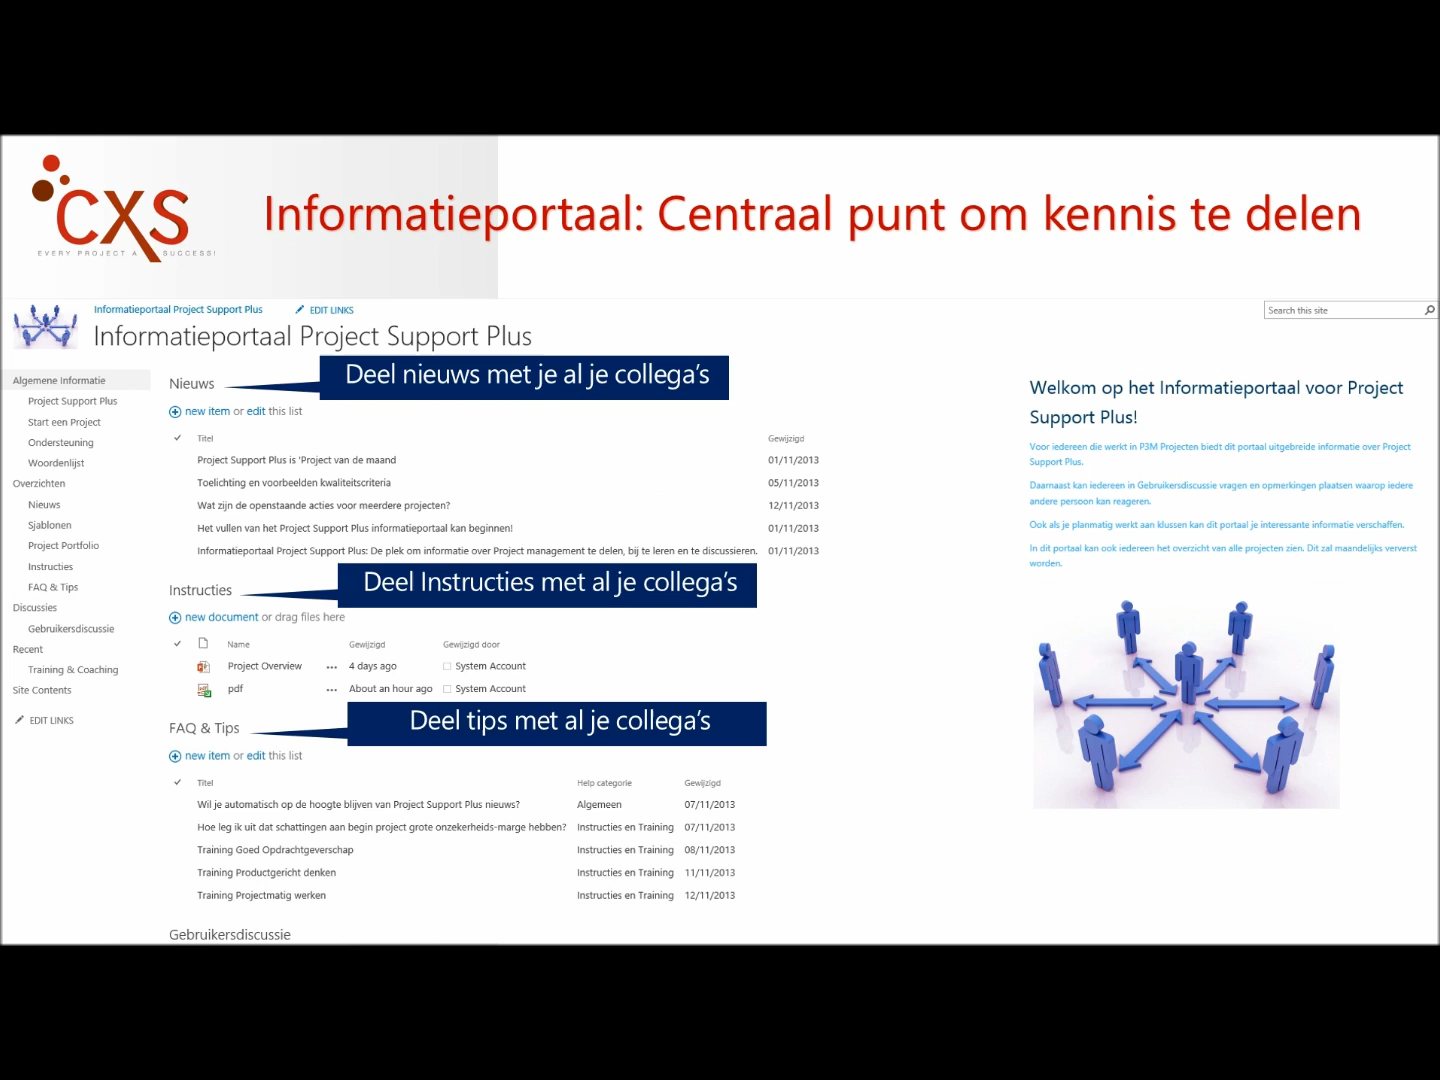 CXS
EVERY PROJECT A SUCCESS!
Informatieportaal: Centraal punt om kennis te delen
Informatieportaal Project Support Plus
EDIT LINKS
Search this site
Informatieportaal Project Support Plus
Algemene Informatie
Project Support Plus
Start een Project
Ondersteuning
Woordenlijst
Overzichten
Nieuws
Sjablonen
Project Portfolio
Instructies
FAQ & Tips
Discussies
Gebruikersdiscussie
Recent
Training & Coaching
Site Contents
EDIT LINKS
Nieuws
Deel nieuws met je al je collega's
new item or edit this list
Titel Gewijzigd
Project Support Plus is 'Project van de maand 01/11/2013
Toelichting en voorbeelden kwaliteitscriteria 05/11/2013
Wat zijn de openstaande acties voor meerdere projecten? 12/11/2013
Het vullen van het Project Support Plus informatieportaal kan beginnen! 01/11/2013
Informatieportaal Project Support Plus: De plek om informatie over Project management te delen, bij te leren en te discussieren. 01/11/2013
Instructies
Deel Instructies met al je collega's
new document or drag files here
Name Gewijzigd Gewijzigd door
Project Overview ... 4 days ago System Account
pdf ... About an hour ago System Account
FAQ & Tips
Deel tips met al je collega's
new item or edit this list
Titel Help categorie Gewijzigd
Wil je automatisch op de hoogte blijven van Project Support Plus nieuws? Algemeen 07/11/2013
Hoe leg ik uit dat schattingen aan begin project grote onzekerheids-marge hebben? Instructies en Training 07/11/2013
Training Goed Opdrachtgeverschap Instructies en Training 08/11/2013
Training Productgericht denken Instructies en Training 11/11/2013
Training Projectmatig werken Instructies en Training 12/11/2013
Gebruikersdiscussie
Welkom op het Informatieportaal voor Project
Support Plus!
Voor iedereen die werkt in P3M Projecten biedt dit portaal uitgebreide informatie over Project
Support Plus.
Daarnaast kan iedereen in Gebruikersdiscussie vragen en opmerkingen plaatsen waarop iedere
andere persoon kan reageren.
Ook als je planmatig werkt aan klussen kan dit portaal je interessante informatie verschaffen.
In dit portaal kan ook iedereen het overzicht van alle projecten zien. Dit zal maandelijks ververst
worden.